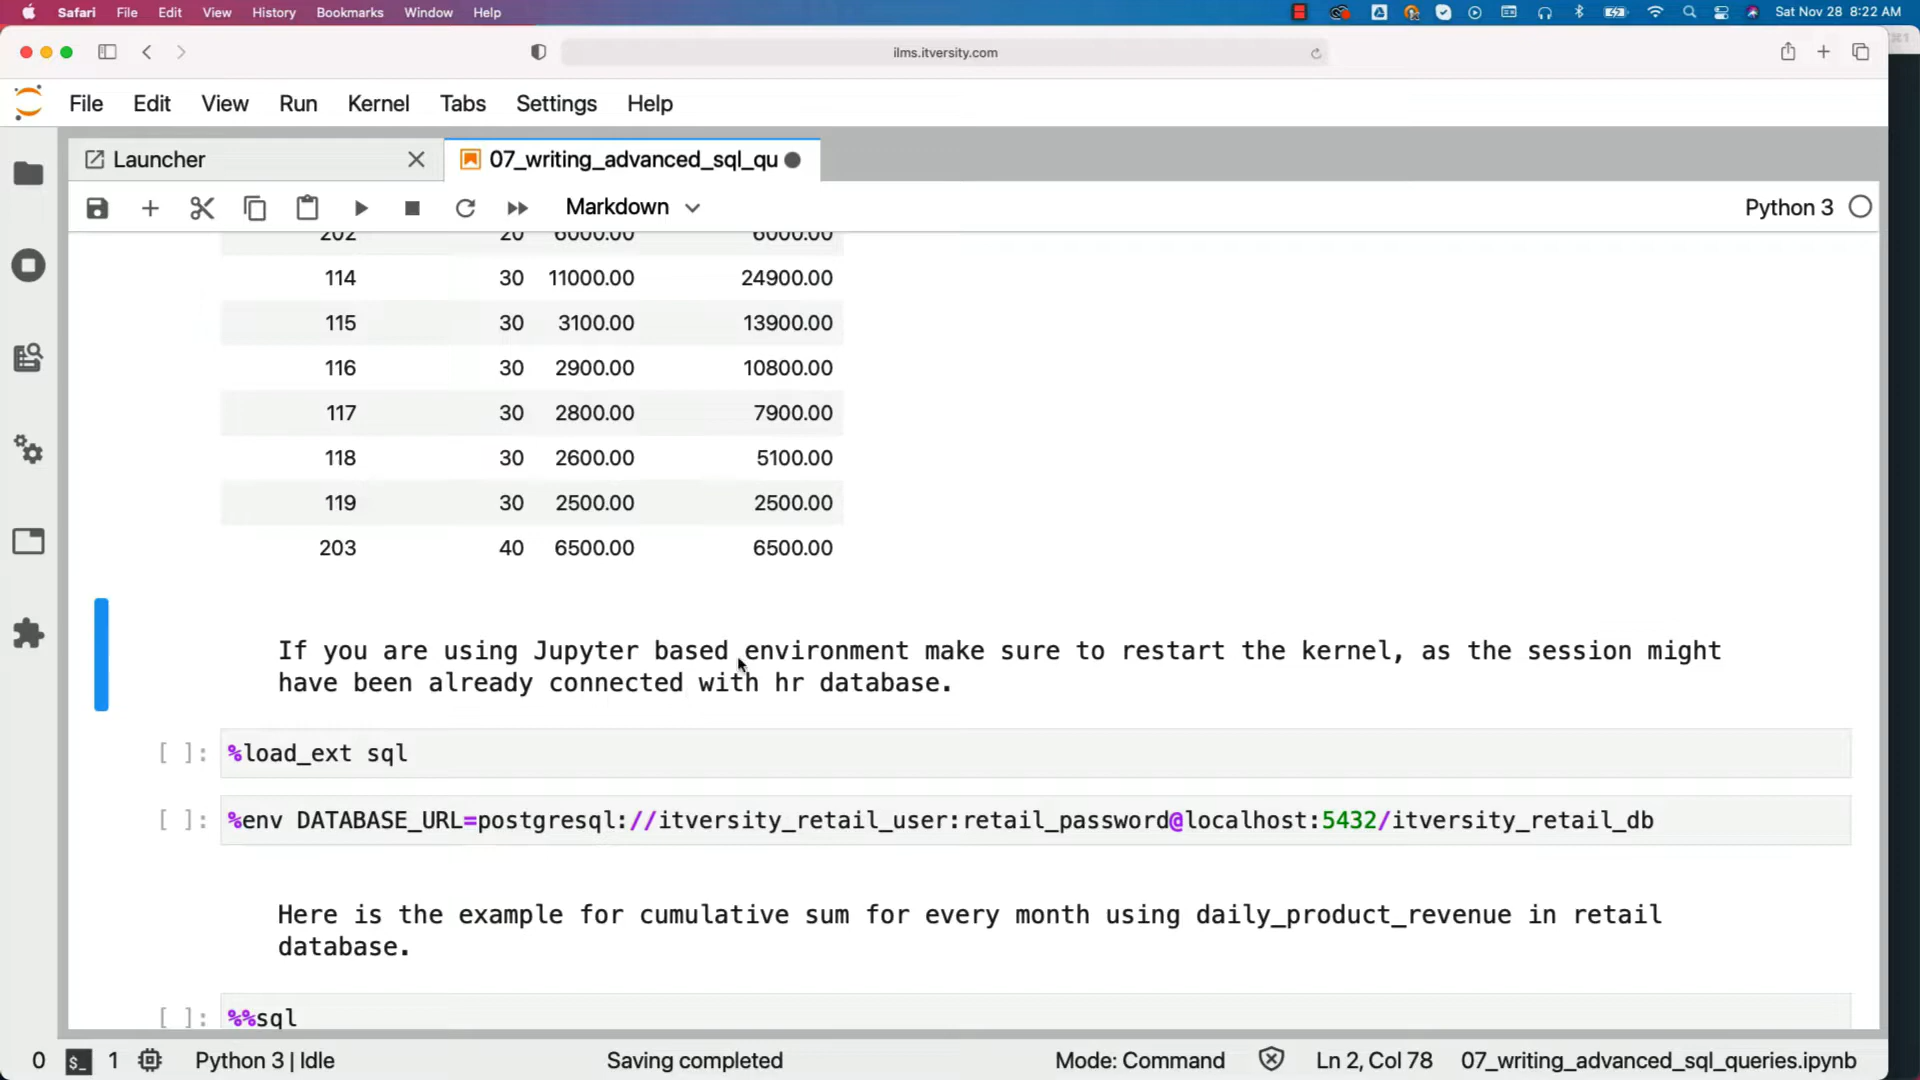 Safari File Edit View History Bookmarks Window Help Sat Nov 28 8:22 AM
ilms.itversity.com
File Edit View Run Kernel Tabs Settings Help
Launcher 07_writing_advanced_sql_qu
Markdown Python 3
202 20 6000.00 6000.00
114 30 11000.00 24900.00
115 30 3100.00 13900.00
116 30 2900.00 10800.00
117 30 2800.00 7900.00
118 30 2600.00 5100.00
119 30 2500.00 2500.00
203 40 6500.00 6500.00
If you are using Jupyter based environment make sure to restart the kernel, as the session might
have been already connected with hr database.
[ ]: %load_ext sql
[ ]: %env DATABASE_URL=postgresql://itversity_retail_user:retail_password@localhost:5432/itversity_retail_db
Here is the example for cumulative sum for every month using daily_product_revenue in retail
database.
[ ]: %%sql
0 $_ 1 Python 3 | Idle Saving completed Mode: Command Ln 2, Col 78 07_writing_advanced_sql_queries.ipynb